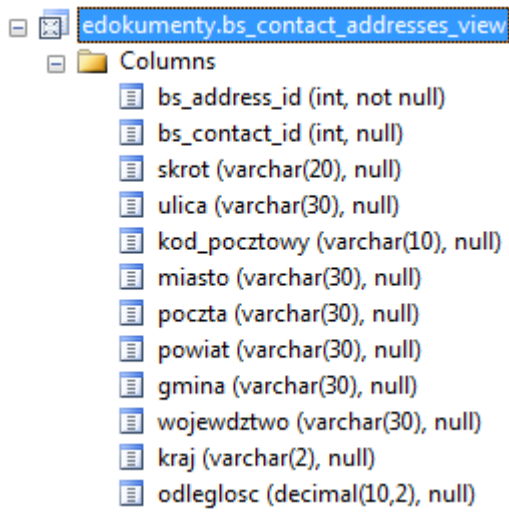 edokumenty.bs_contact_addresses_view
Columns
bs_address_id (int, not null)
bs_contact_id (int, null)
skrot (varchar(20), null)
ulica (varchar(30), null)
kod_pocztowy (varchar(10), null)
miasto (varchar(30), null)
poczta (varchar(30), null)
powiat (varchar(30), null)
gmina (varchar(30), null)
wojewdztwo (varchar(30), null)
kraj (varchar(2), null)
odleglosc (decimal(10,2), null)